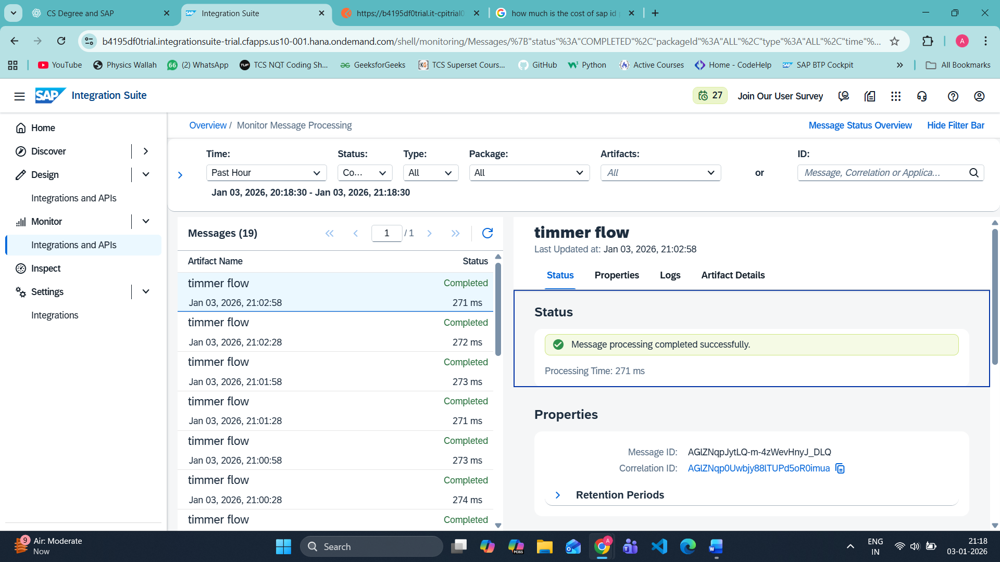 CS Degree and SAP
Integration Suite
https://b4195df0trial.it-cpitrial0
how much is the cost of sap id
b4195df0trial.integrationsuite-trial.cfapps.us10-001.hana.ondemand.com/shell/monitoring/Messages/%7B"status"%3A"COMPLETED"%2C"packageId"%3A"ALL"%2C"type"%3A"ALL"%2C"time"%...
A
YouTube
Physics Wallah
66
(2) WhatsApp
TUF
TCS NQT Coding Sh...
GeeksforGeeks
KG
TCS Superset Cours...
GitHub
Python
Active Courses
Home - CodeHelp
SAP BTP Cockpit
All Bookmarks
SAP Integration Suite
27
Join Our User Survey
Home
Discover
Design
Integrations and APIs
Monitor
Integrations and APIs
Inspect
Settings
Integrations
Overview / Monitor Message Processing
Message Status Overview
Hide Filter Bar
Time:
Status:
Type:
Package:
Artifacts:
ID:
Past Hour
Co...
All
All
All
or
Message, Correlation or Applica...
Jan 03, 2026, 20:18:30 - Jan 03, 2026, 21:18:30
Messages (19)
1 / 1
Artifact Name Status
timmer flow Completed
Jan 03, 2026, 21:02:58 271 ms
timmer flow Completed
Jan 03, 2026, 21:02:28 272 ms
timmer flow Completed
Jan 03, 2026, 21:01:58 273 ms
timmer flow Completed
Jan 03, 2026, 21:01:28 271 ms
timmer flow Completed
Jan 03, 2026, 21:00:58 273 ms
timmer flow Completed
Jan 03, 2026, 21:00:28 274 ms
timmer flow Completed
timmer flow
Last Updated at: Jan 03, 2026, 21:02:58
Status
Properties
Logs
Artifact Details
Status
Message processing completed successfully.
Processing Time: 271 ms
Properties
Message ID: AGlZNqpJytLQ-m-4zWevHnyJ_DLQ
Correlation ID: AGlZNqp0Uwbjy88lTUPd5oR0imua
Retention Periods
9
Air: Moderate
Now
Search
M365
A
ENG
IN
21:18
03-01-2026